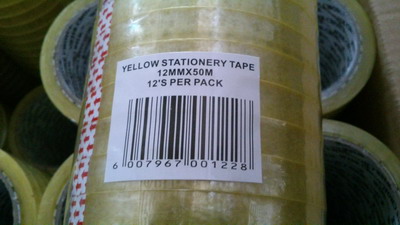 YELLOW STATIONERY TAPE
12MMX50M
12'S PER PACK
6 007967 001228